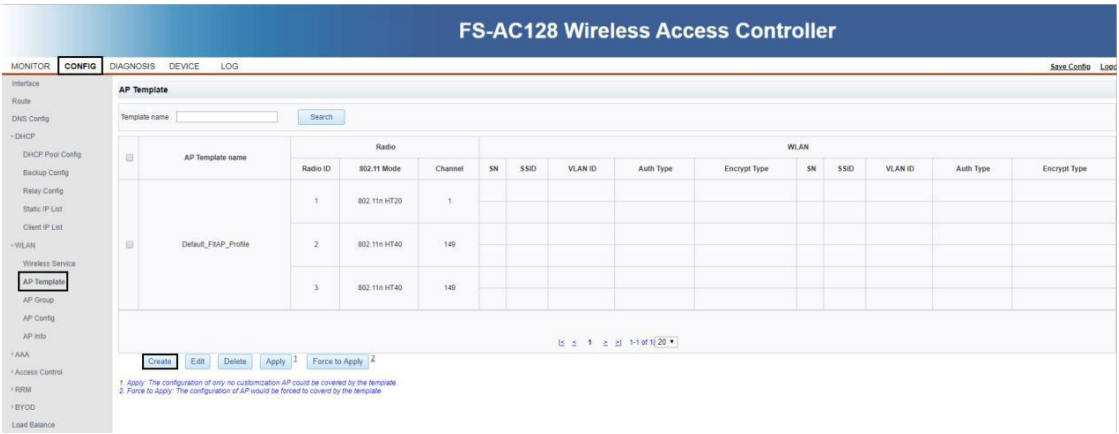 FS-AC128 Wireless Access Controller
MONITOR CONFIG DIAGNOSIS DEVICE LOG Save Config
Interface
Route
DNS Config
DHCP
DHCP Pool Config
Backup Config
Relay Config
Static IP List
Client IP List
WLAN
Wireless Service
AP Template
AP Group
AP Config
AP Info
AAA
Access Control
RRM
BYOD
Load Balance
AP Template
Template name Search
AP Template name Radio WLAN
Radio ID 802.11 Mode Channel SN SSID VLAN ID Auth Type Encrypt Type SN SSID VLAN ID Auth Type Encrypt Type
Default_FitAP_Profile
1 802.11n HT20 1
2 802.11n HT40 149
3 802.11n HT40 149
|< < 1 > >| 1-1 of 1| 20
Create Edit Delete Apply 1 Force to Apply 2
1. Apply: The configuration of only no customization AP could be covered by the template
2. Force to Apply: The configuration of AP would be forced to coverd by the template